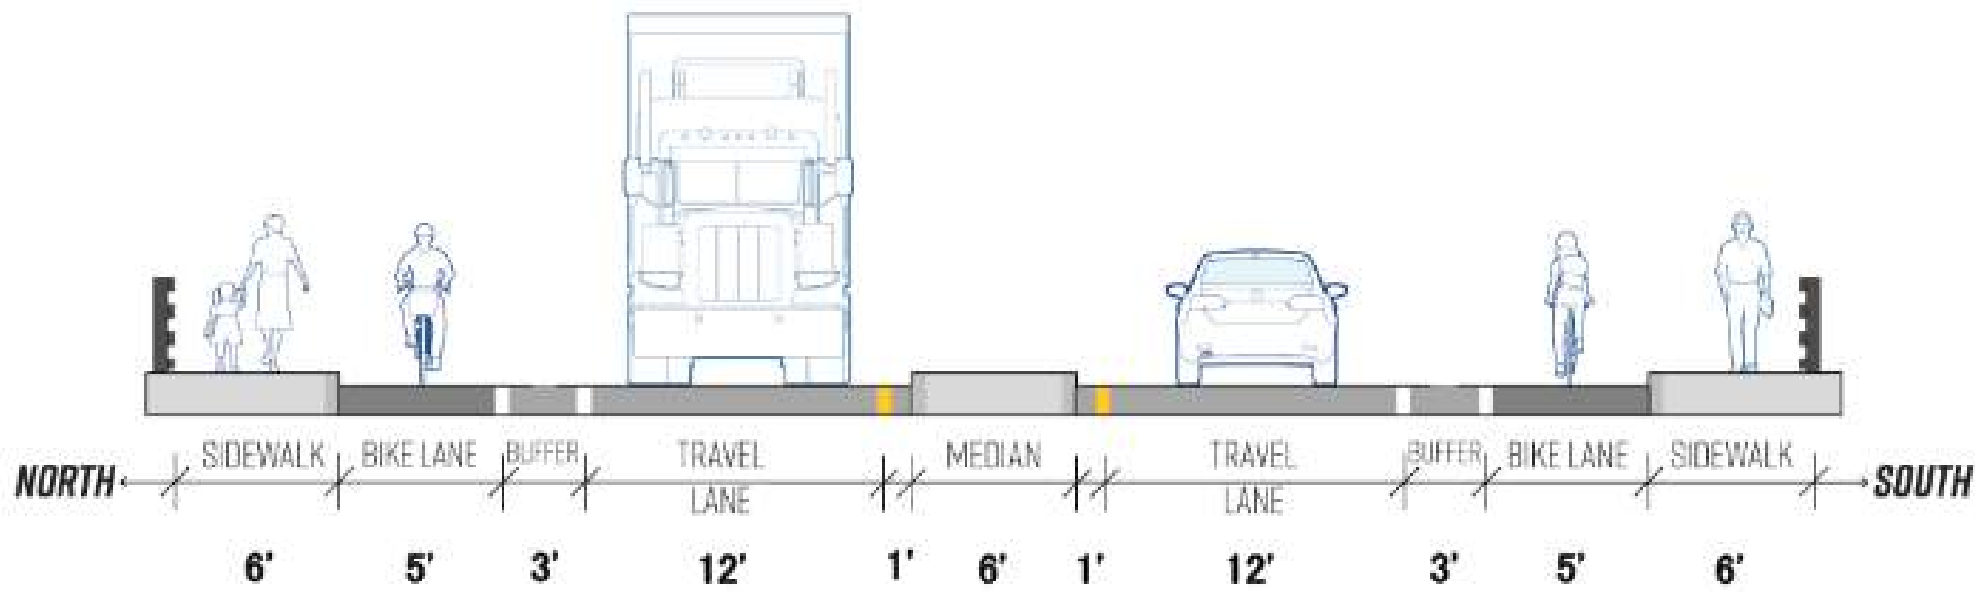 SIDEWALK BIKE LANE BUFFER TRAVEL MEDIAN TRAVEL BUFFER BIKE LANE SIDEWALK
NORTH SOUTH
LANE LANE
6' 5' 3' 12' 1' 6' 1' 12' 3' 5' 6'